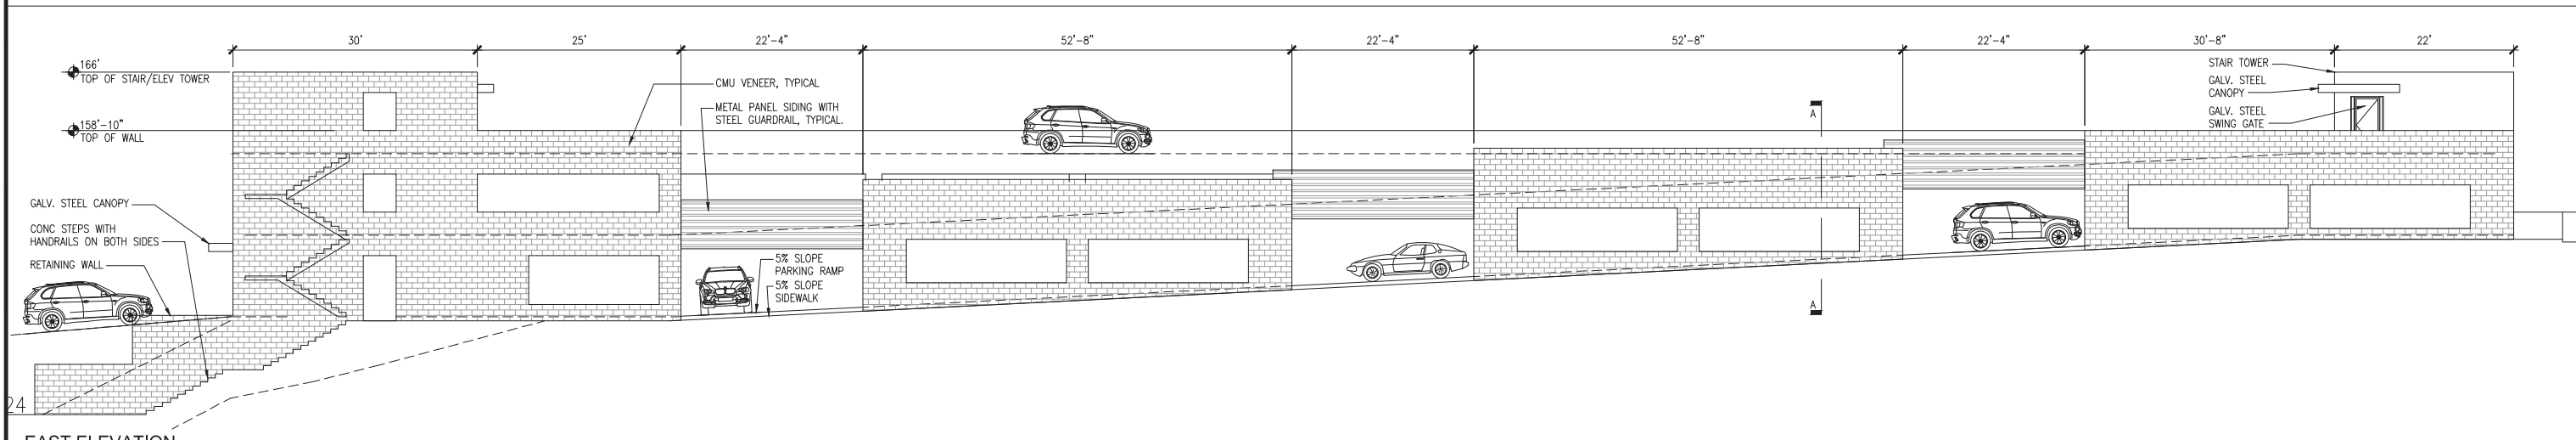 30'
25'
22'-4"
52'-8"
22'-4"
52'-8"
22'-4"
30'-8"
22'
166'
TOP OF STAIR/ELEV TOWER
158'-10"
TOP OF WALL
CMU VENEER, TYPICAL
METAL PANEL SIDING WITH
STEEL GUARDRAIL, TYPICAL.
A
STAIR TOWER
GALV. STEEL
CANOPY
GALV. STEEL
SWING GATE
GALV. STEEL CANOPY
CONC STEPS WITH
HANDRAILS ON BOTH SIDES
RETAINING WALL
5% SLOPE
PARKING RAMP
5% SLOPE
SIDEWALK
A
24
EAST ELEVATION